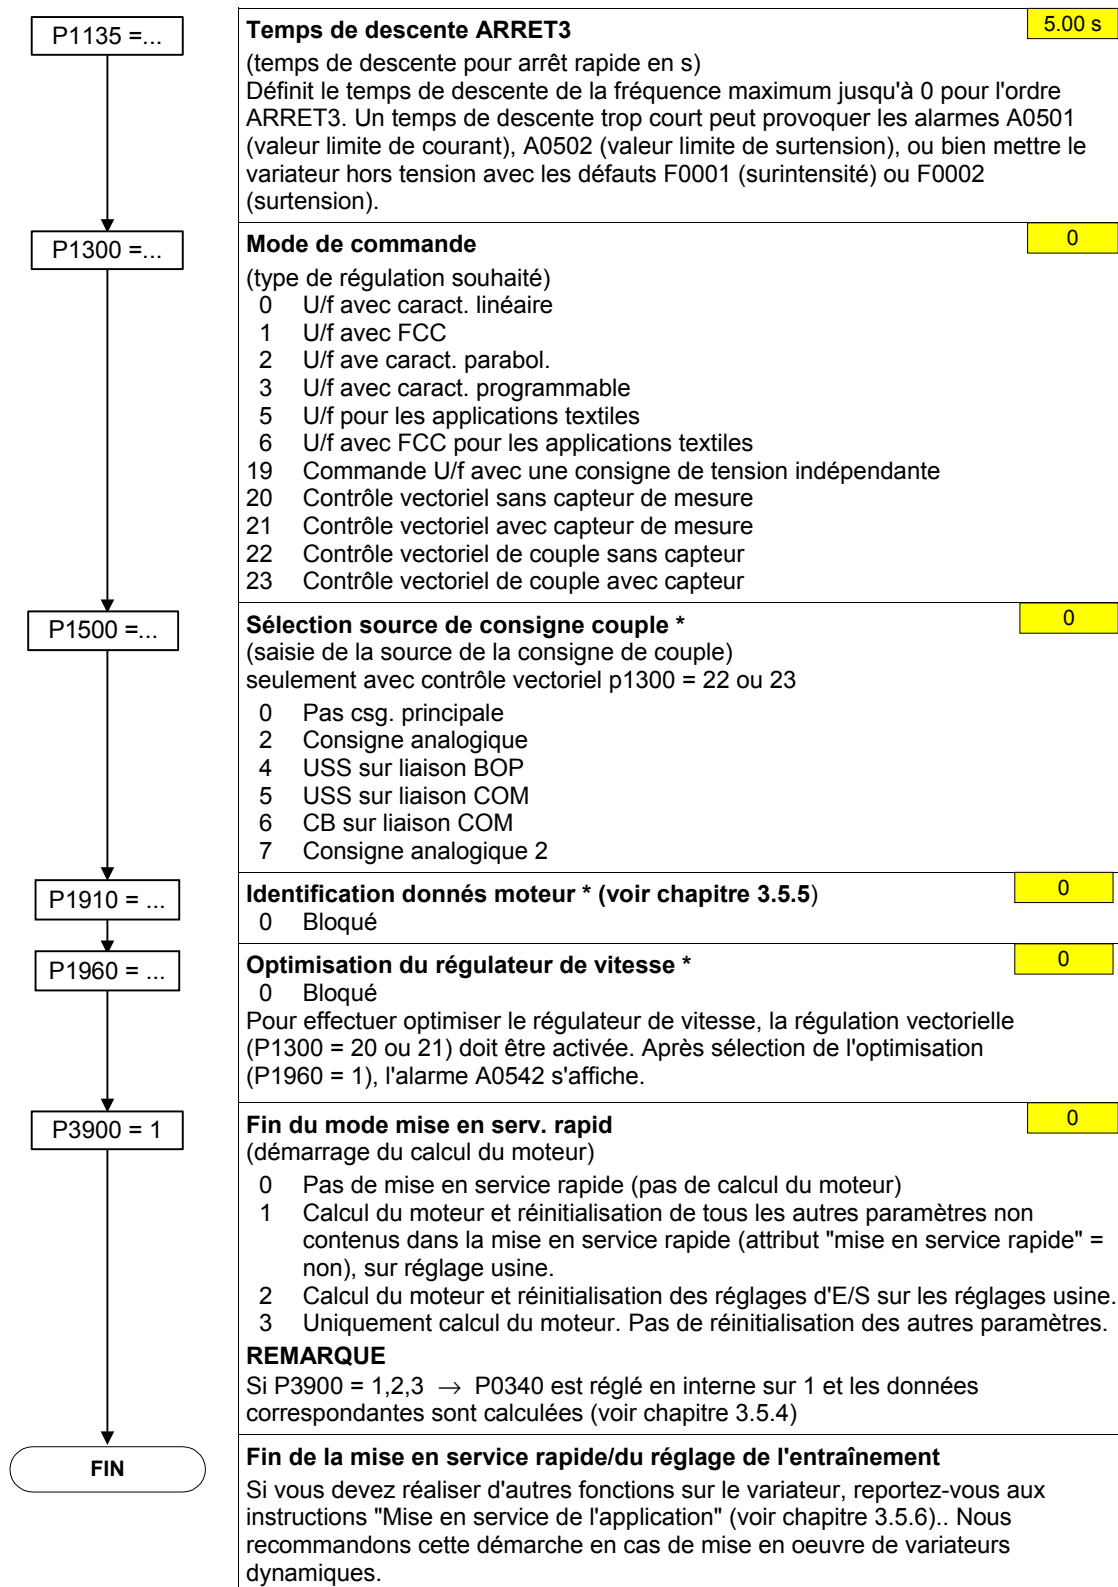 P1135 =...
Temps de descente ARRET3
5.00 s
(temps de descente pour arrêt rapide en s)
Définit le temps de descente de la fréquence maximum jusqu'à 0 pour l'ordre
ARRET3. Un temps de descente trop court peut provoquer les alarmes A0501
(valeur limite de courant), A0502 (valeur limite de surtension), ou bien mettre le
variateur hors tension avec les défauts F0001 (surintensité) ou F0002
(surtension).
P1300 =...
Mode de commande
0
(type de régulation souhaité)
0 U/f avec caract. linéaire
1 U/f avec FCC
2 U/f ave caract. parabol.
3 U/f avec caract. programmable
5 U/f pour les applications textiles
6 U/f avec FCC pour les applications textiles
19 Commande U/f avec une consigne de tension indépendante
20 Contrôle vectoriel sans capteur de mesure
21 Contrôle vectoriel avec capteur de mesure
22 Contrôle vectoriel de couple sans capteur
23 Contrôle vectoriel de couple avec capteur
P1500 =...
Sélection source de consigne couple *
0
(saisie de la source de la consigne de couple)
seulement avec contrôle vectoriel p1300 = 22 ou 23
0 Pas csg. principale
2 Consigne analogique
4 USS sur liaison BOP
5 USS sur liaison COM
6 CB sur liaison COM
7 Consigne analogique 2
P1910 = ...
Identification donnés moteur * (voir chapitre 3.5.5)
0
0 Bloqué
P1960 = ...
Optimisation du régulateur de vitesse *
0
0 Bloqué
Pour effectuer optimiser le régulateur de vitesse, la régulation vectorielle
(P1300 = 20 ou 21) doit être activée. Après sélection de l'optimisation
(P1960 = 1), l'alarme A0542 s'affiche.
P3900 = 1
Fin du mode mise en serv. rapid
0
(démarrage du calcul du moteur)
0 Pas de mise en service rapide (pas de calcul du moteur)
1 Calcul du moteur et réinitialisation de tous les autres paramètres non
contenus dans la mise en service rapide (attribut "mise en service rapide" =
non), sur réglage usine.
2 Calcul du moteur et réinitialisation des réglages d'E/S sur les réglages usine.
3 Uniquement calcul du moteur. Pas de réinitialisation des autres paramètres.
REMARQUE
Si P3900 = 1,2,3 → P0340 est réglé en interne sur 1 et les données
correspondantes sont calculées (voir chapitre 3.5.4)
FIN
Fin de la mise en service rapide/du réglage de l'entraînement
Si vous devez réaliser d'autres fonctions sur le variateur, reportez-vous aux
instructions "Mise en service de l'application" (voir chapitre 3.5.6).. Nous
recommandons cette démarche en cas de mise en oeuvre de variateurs
dynamiques.